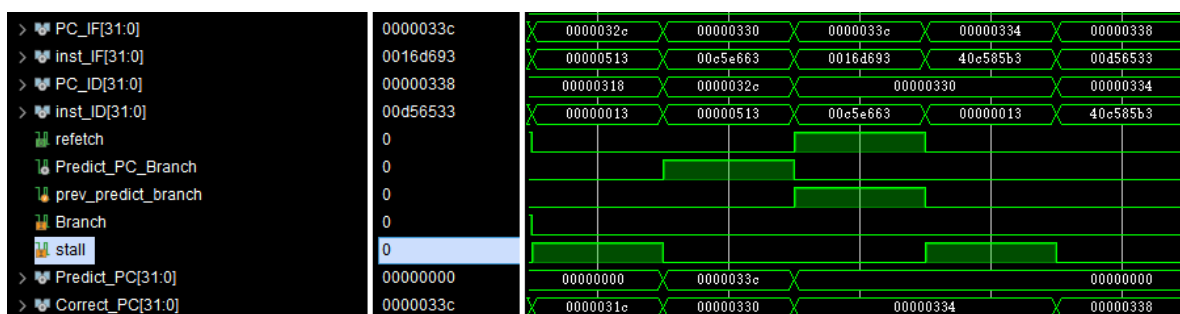 > PC_IF[31:0] 0000033c 0000032c 00000330 0000033c 00000334 00000338
> inst_IF[31:0] 0016d693 00000513 00c5e663 0016d693 40c585b3 00d56533
> PC_ID[31:0] 00000338 00000318 0000032c 00000330 00000334
> inst_ID[31:0] 00d56533 00000013 00000513 00c5e663 00000013 40c585b3
refetch 0
Predict_PC_Branch 0
prev_predict_branch 0
Branch 0
stall 0
> Predict_PC[31:0] 00000000 00000000 0000033c 00000000
> Correct_PC[31:0] 0000033c 0000031c 00000330 00000334 00000338